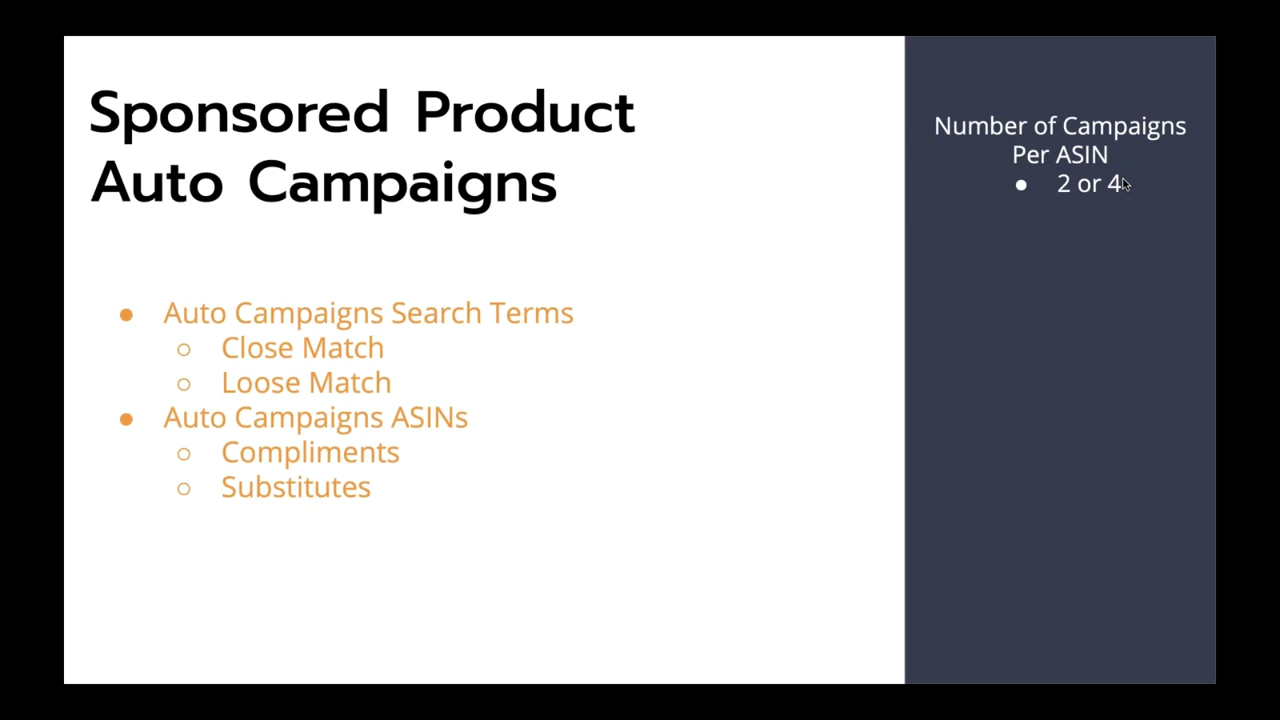 Sponsored Product
Auto Campaigns
● Auto Campaigns Search Terms
○ Close Match
○ Loose Match
● Auto Campaigns ASINs
○ Compliments
○ Substitutes
Number of Campaigns
Per ASIN
● 2 or 4